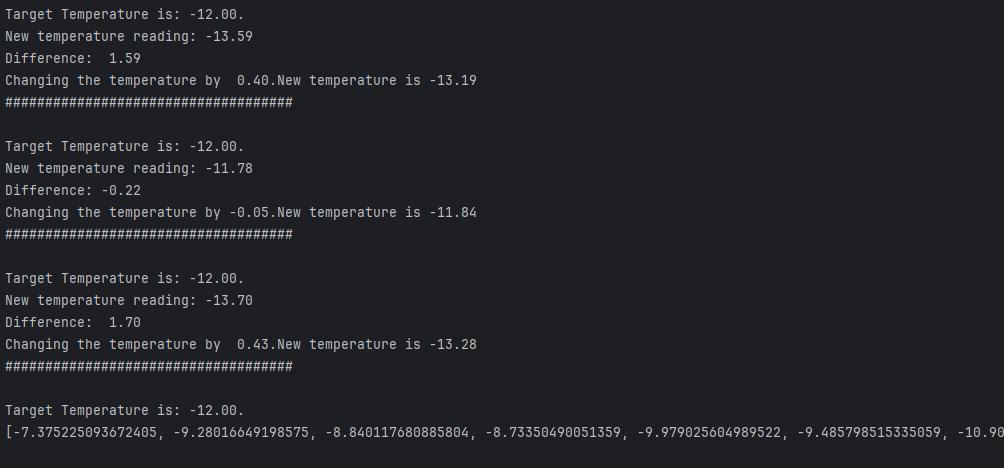 Target Temperature is: -12.00.
New temperature reading: -13.59
Difference:  1.59
Changing the temperature by  0.40.New temperature is -13.19
####################################
Target Temperature is: -12.00.
New temperature reading: -11.78
Difference: -0.22
Changing the temperature by -0.05.New temperature is -11.84
####################################
Target Temperature is: -12.00.
New temperature reading: -13.70
Difference:  1.70
Changing the temperature by  0.43.New temperature is -13.28
####################################
Target Temperature is: -12.00.
[-7.375225093672405, -9.28016649198575, -8.840117680885804, -8.73350490051359, -9.979025604989522, -9.485798515335059, -10.90